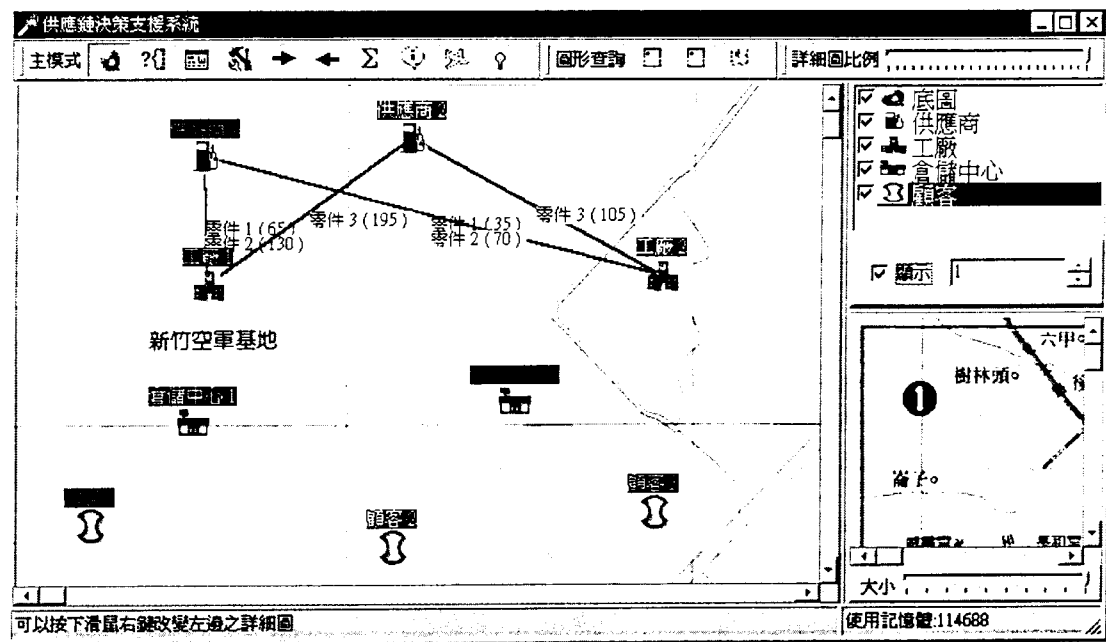 供應鏈決策支援系統
主模式
圖形查詢
詳細圖比例
供應商 2
零件 1 (65)
零件 2 (130)
零件 3 (195)
零件 1 (35)
零件 2 (70)
零件 3 (105)
工廠 1
工廠 2
新竹空軍基地
倉儲中心 1
顧客 2
底圖
供應商
工廠
倉儲中心
顧客
顯示
1
六甲
樹林頭
1
大小
可以按下滑鼠右鍵改變左邊之詳細圖
使用記憶體:114688